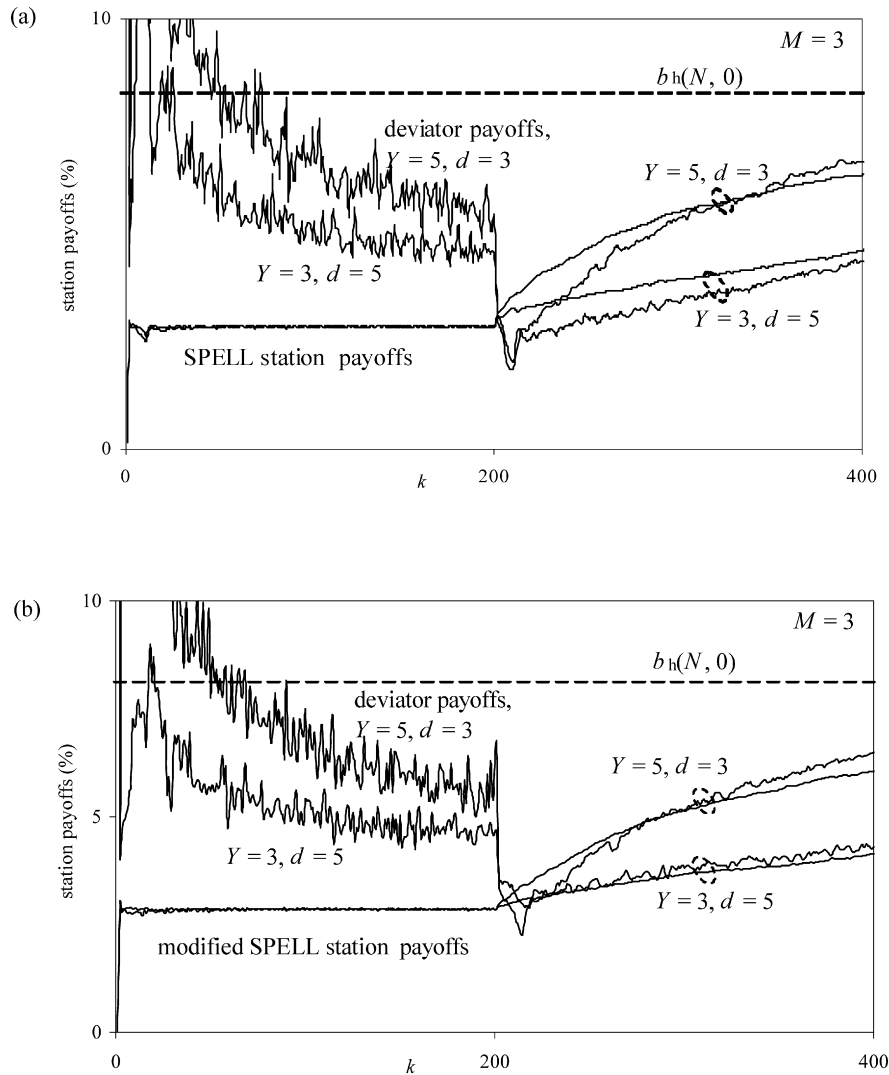 (a)
10
M = 3
b h(N, 0)
deviator payoffs,
Y = 5, d = 3
Y = 5, d = 3
station payoffs (%)
Y = 3, d = 5
Y = 3, d = 5
SPELL station payoffs
0
0
200
400
k
(b)
10
M = 3
b h(N, 0)
deviator payoffs,
Y = 5, d = 3
Y = 5, d = 3
5
station payoffs (%)
Y = 3, d = 5
Y = 3, d = 5
modified SPELL station payoffs
0
0
200
400
k